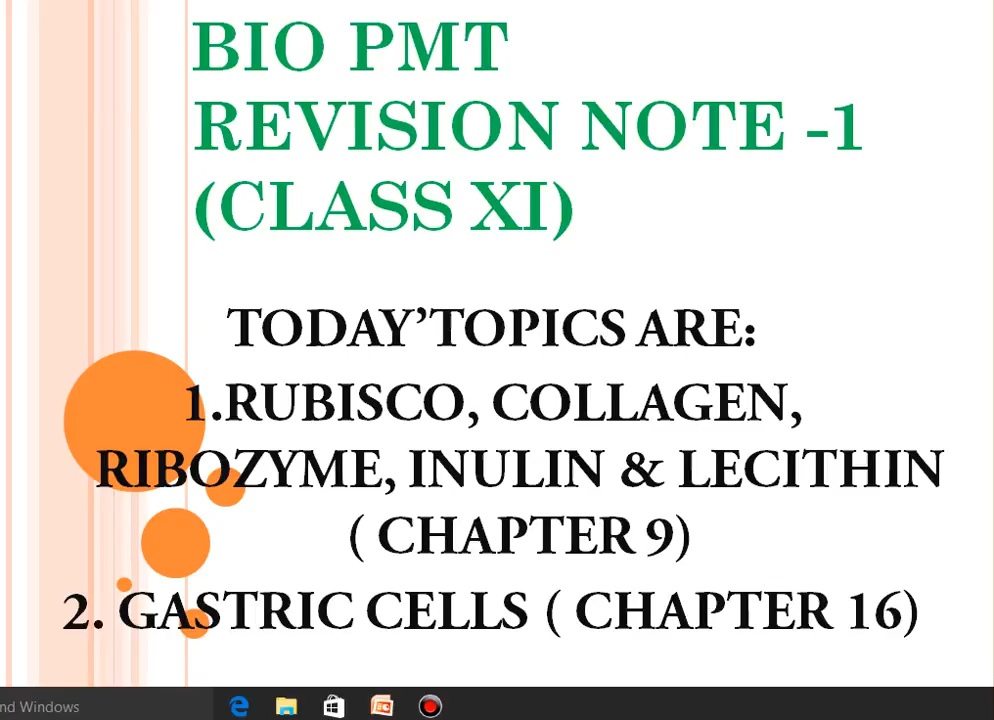 BIO PMT
REVISION NOTE -1
(CLASS XI)
TODAY’TOPICS ARE:
1.RUBISCO, COLLAGEN,
RIBOZYME, INULIN & LECITHIN
( CHAPTER 9)
2. GASTRIC CELLS ( CHAPTER 16)
nd Windows